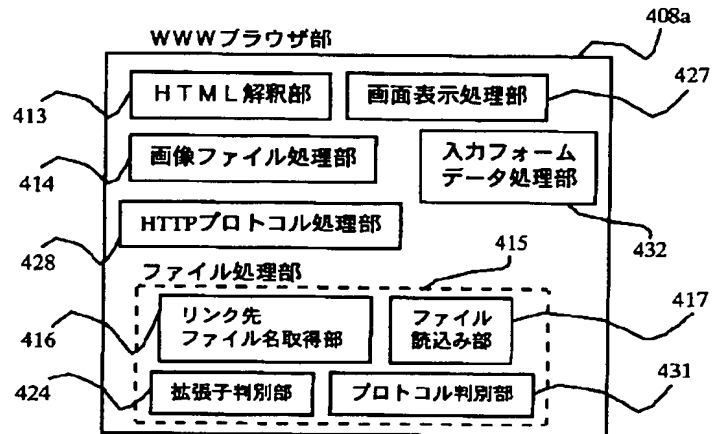 WWWブラウザ部
408a
HTML解釈部
画面表示処理部
427
413
画像ファイル処理部
入力フォーム
データ処理部
414
HTTPプロトコル処理部
432
428
ファイル処理部
415
リンク先
ファイル名取得部
ファイル
読込み部
417
416
拡張子判別部
プロトコル判別部
431
424